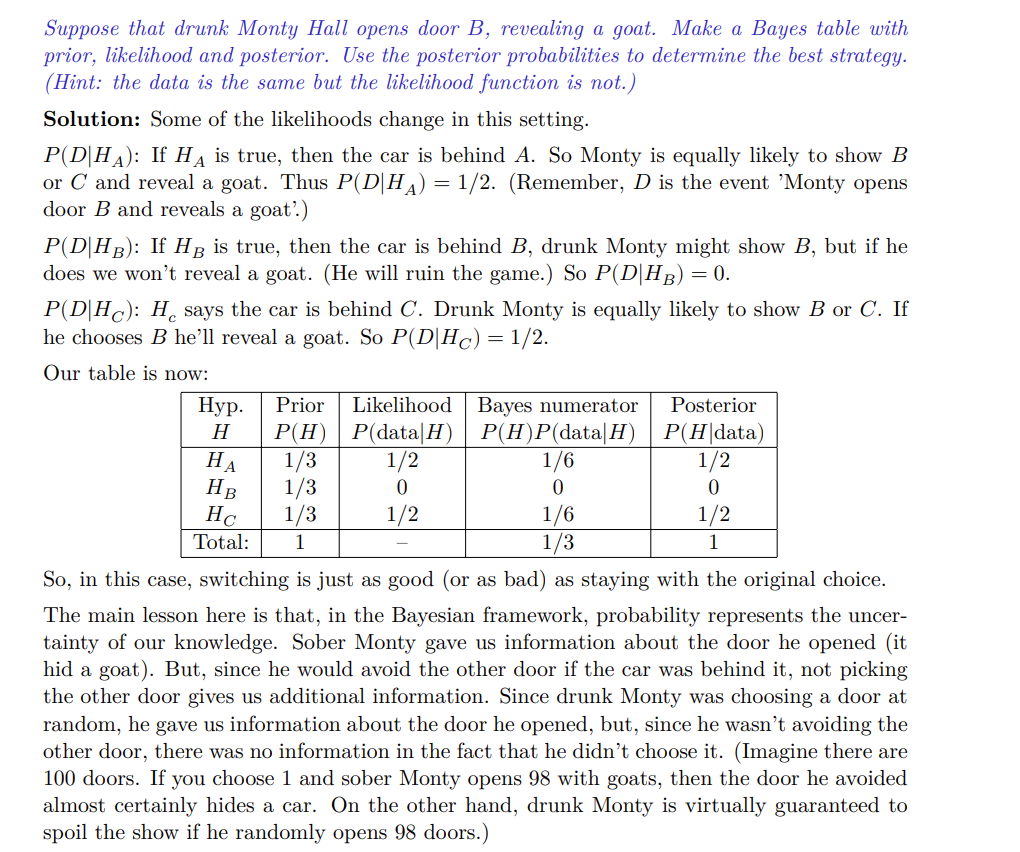 Suppose that drunk Monty Hall opens door B, revealing a goat. Make a Bayes table with
prior, likelihood and posterior. Use the posterior probabilities to determine the best strategy.
(Hint: the data is the same but the likelihood function is not.)
Solution: Some of the likelihoods change in this setting.
P(D|H_A): If H_A is true, then the car is behind A. So Monty is equally likely to show B
or C and reveal a goat. Thus P(D|H_A) = 1/2. (Remember, D is the event 'Monty opens
door B and reveals a goat'.)
P(D|H_B): If H_B is true, then the car is behind B, drunk Monty might show B, but if he
does we won't reveal a goat. (He will ruin the game.) So P(D|H_B) = 0.
P(D|H_C): H_c says the car is behind C. Drunk Monty is equally likely to show B or C. If
he chooses B he'll reveal a goat. So P(D|H_C) = 1/2.
Our table is now:
Hyp. Prior Likelihood Bayes numerator Posterior
H P(H) P(data|H) P(H)P(data|H) P(H|data)
H_A 1/3 1/2 1/6 1/2
H_B 1/3 0 0 0
H_C 1/3 1/2 1/6 1/2
Total: 1 – 1/3 1
So, in this case, switching is just as good (or as bad) as staying with the original choice.
The main lesson here is that, in the Bayesian framework, probability represents the uncer-
tainty of our knowledge. Sober Monty gave us information about the door he opened (it
hid a goat). But, since he would avoid the other door if the car was behind it, not picking
the other door gives us additional information. Since drunk Monty was choosing a door at
random, he gave us information about the door he opened, but, since he wasn't avoiding the
other door, there was no information in the fact that he didn't choose it. (Imagine there are
100 doors. If you choose 1 and sober Monty opens 98 with goats, then the door he avoided
almost certainly hides a car. On the other hand, drunk Monty is virtually guaranteed to
spoil the show if he randomly opens 98 doors.)